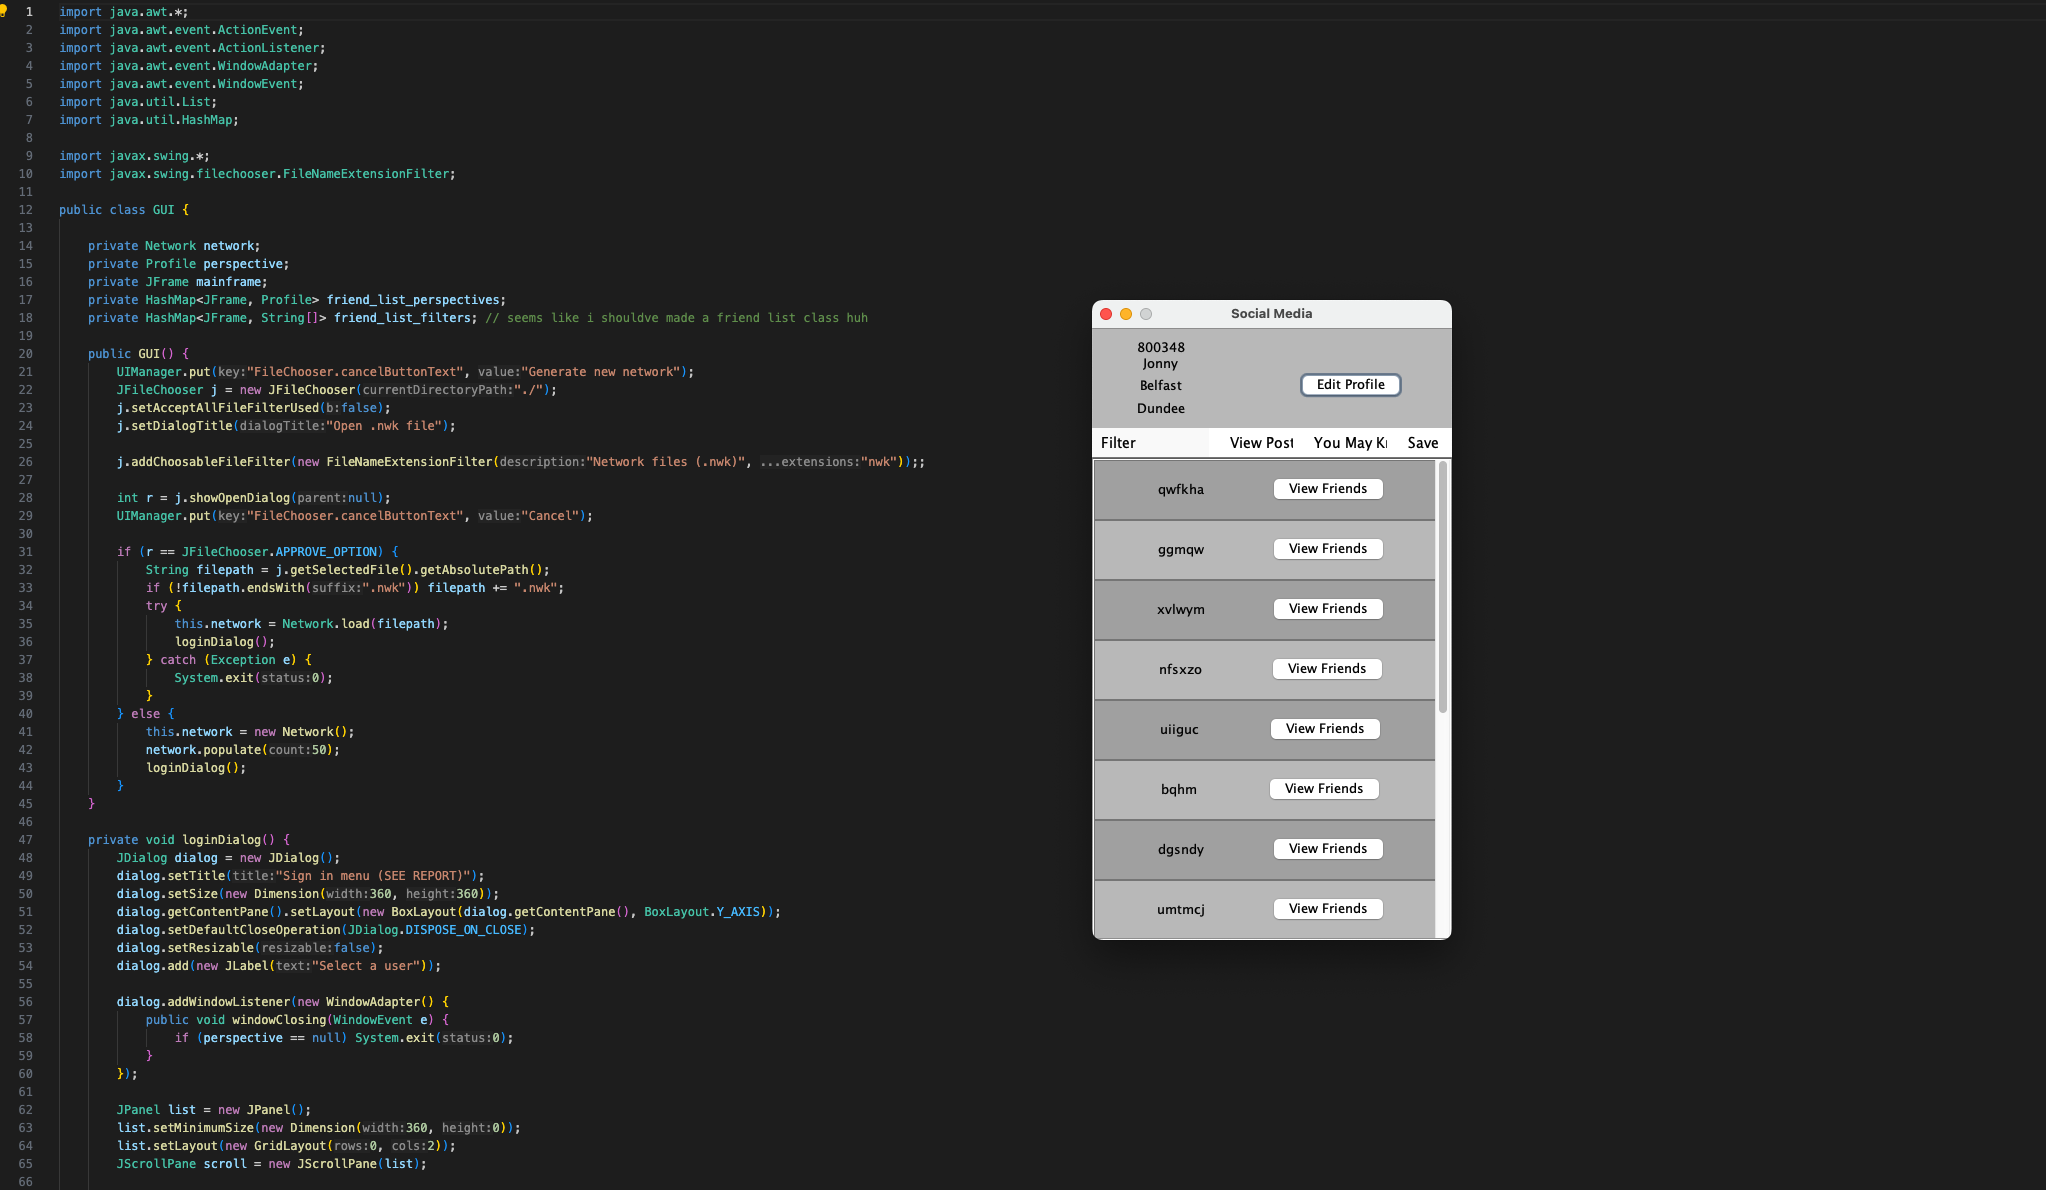 1 import java.awt.*;
2 import java.awt.event.ActionEvent;
3 import java.awt.event.ActionListener;
4 import java.awt.event.WindowAdapter;
5 import java.awt.event.WindowEvent;
6 import java.util.List;
7 import java.util.HashMap;
8
9 import javax.swing.*;
10 import javax.swing.filechooser.FileNameExtensionFilter;
11
12 public class GUI {
13
14 private Network network;
15 private Profile perspective;
16 private JFrame mainframe;
17 private HashMap<JFrame, Profile> friend_list_perspectives;
18 private HashMap<JFrame, String[]> friend_list_filters; // seems like i shouldve made a friend list class huh
19
20 public GUI() {
21 UIManager.put(key:"FileChooser.cancelButtonText", value:"Generate new network");
22 JFileChooser j = new JFileChooser(currentDirectoryPath:"./");
23 j.setAcceptAllFileFilterUsed(b:false);
24 j.setDialogTitle(dialogTitle:"Open .nwk file");
25
26 j.addChoosableFileFilter(new FileNameExtensionFilter(description:"Network files (.nwk)", ...extensions:"nwk"));;
27
28 int r = j.showOpenDialog(parent:null);
29 UIManager.put(key:"FileChooser.cancelButtonText", value:"Cancel");
30
31 if (r == JFileChooser.APPROVE_OPTION) {
32 String filepath = j.getSelectedFile().getAbsolutePath();
33 if (!filepath.endsWith(suffix:".nwk")) filepath += ".nwk";
34 try {
35 this.network = Network.load(filepath);
36 loginDialog();
37 } catch (Exception e) {
38 System.exit(status:0);
39 }
40 } else {
41 this.network = new Network();
42 network.populate(count:50);
43 loginDialog();
44 }
45 }
46
47 private void loginDialog() {
48 JDialog dialog = new JDialog();
49 dialog.setTitle(title:"Sign in menu (SEE REPORT)");
50 dialog.setSize(new Dimension(width:360, height:360));
51 dialog.getContentPane().setLayout(new BoxLayout(dialog.getContentPane(), BoxLayout.Y_AXIS));
52 dialog.setDefaultCloseOperation(JDialog.DISPOSE_ON_CLOSE);
53 dialog.setResizable(resizable:false);
54 dialog.add(new JLabel(text:"Select a user"));
55
56 dialog.addWindowListener(new WindowAdapter() {
57 public void windowClosing(WindowEvent e) {
58 if (perspective == null) System.exit(status:0);
59 }
60 });
61
62 JPanel list = new JPanel();
63 list.setMinimumSize(new Dimension(width:360, height:0));
64 list.setLayout(new GridLayout(rows:0, cols:2));
65 JScrollPane scroll = new JScrollPane(list);
66
Social Media
800348
Jonny
Belfast
Dundee
Edit Profile
Filter View Post You May K Save
qwfkha View Friends
ggmqw View Friends
xvlwym View Friends
nfsxzo View Friends
uiiguc View Friends
bqhm View Friends
dgsndy View Friends
umtmcj View Friends